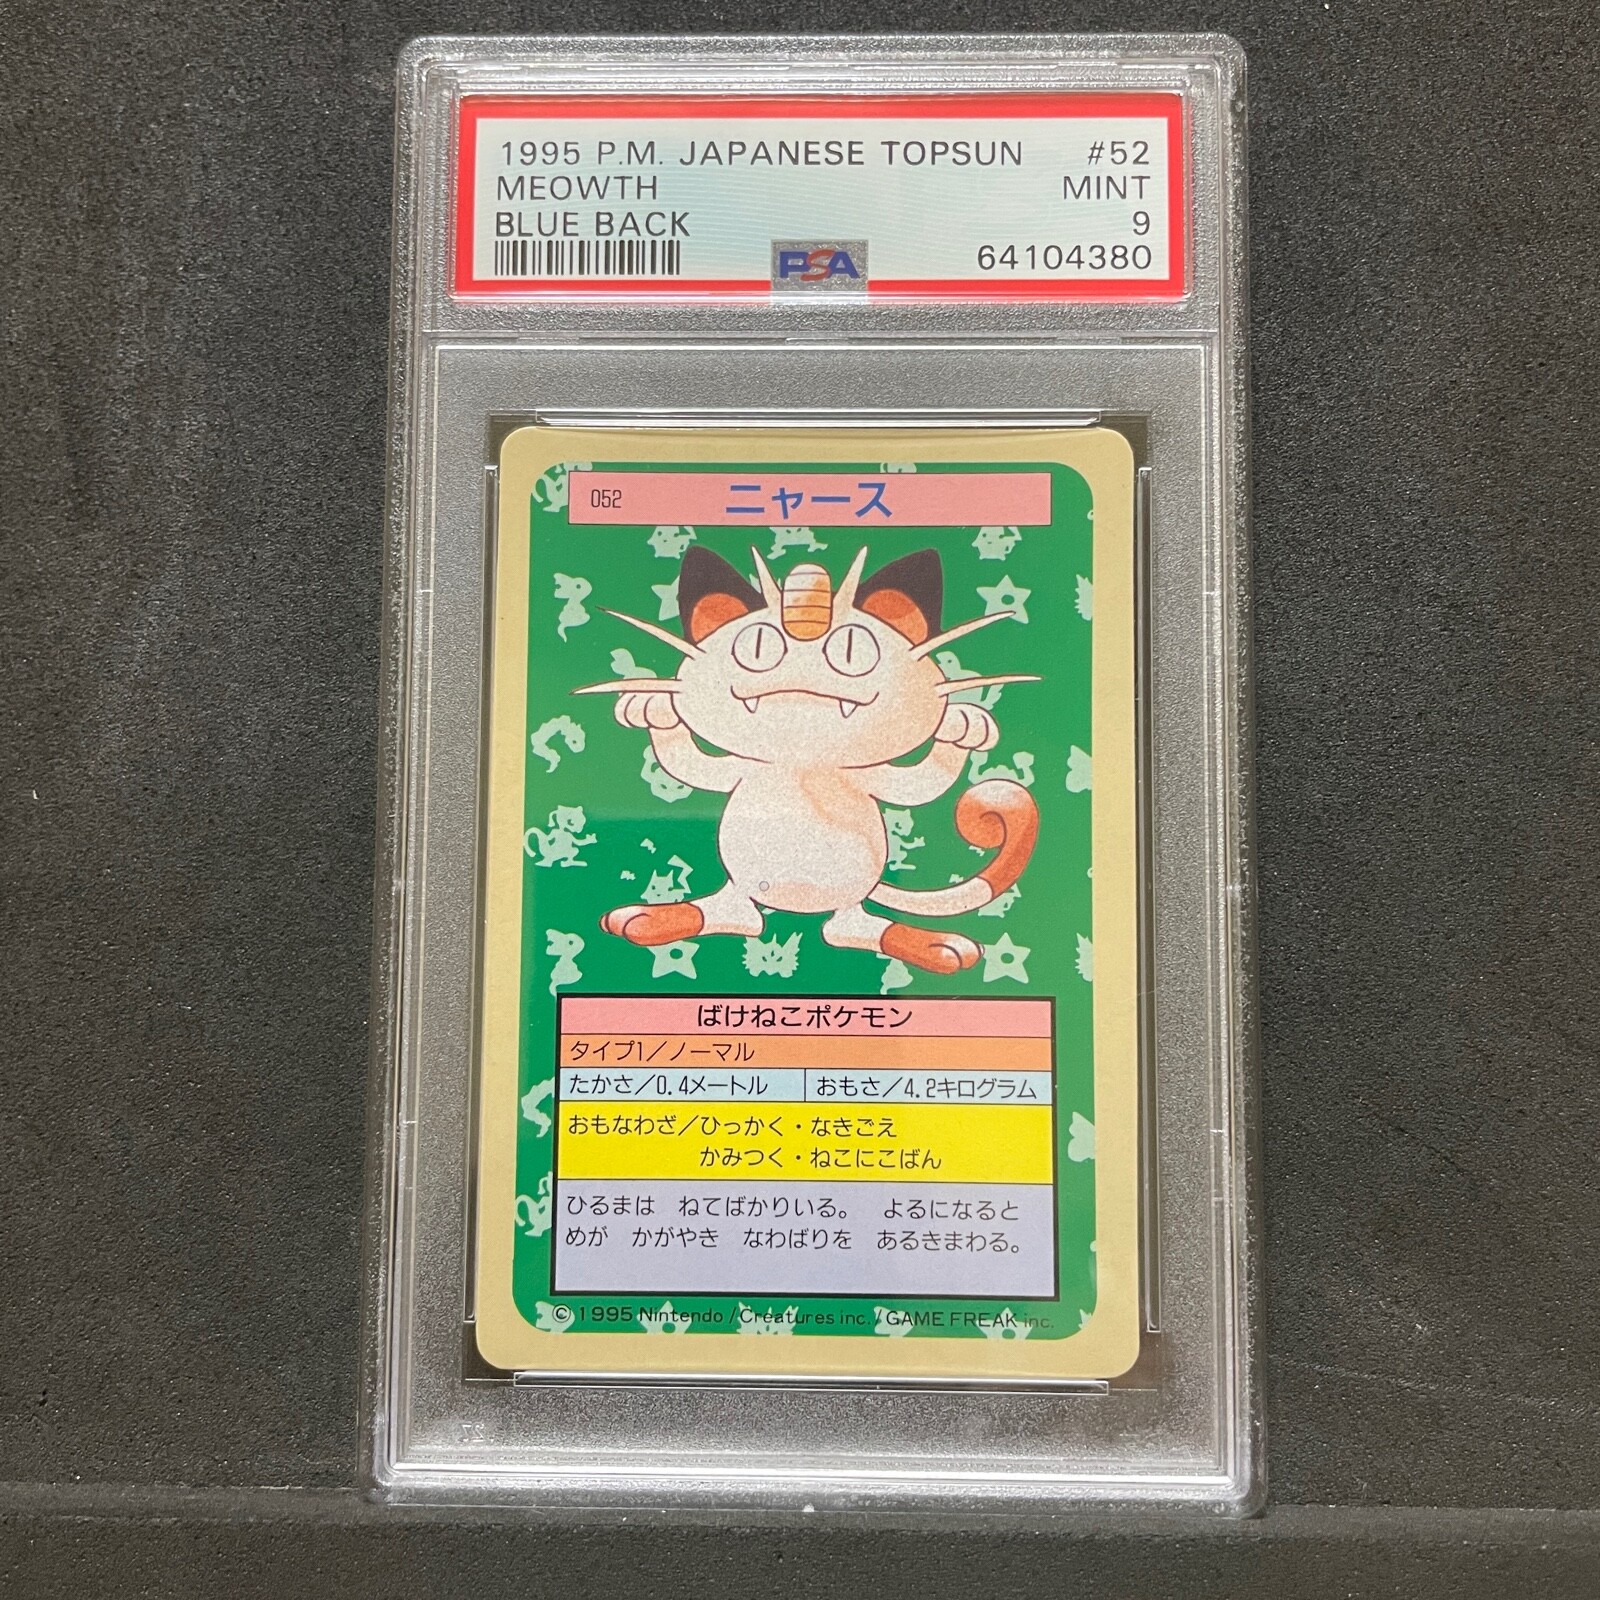 1995 P.M. JAPANESE TOPSUN #52
MEOWTH MINT
BLUE BACK 9
PSA 64104380
052 ニャース
ばけねこポケモン
タイプ1/ノーマル
たかさ/0.4メートル おもさ/4.2キログラム
おもなわざ/ひっかく・なきごえ
かみつく・ねこにこばん
ひるまは ねてばかりいる。 よるになると
めが かがやき なわばりを あるきまわる。
© 1995 Nintendo /Creatures inc. / GAME FREAK inc.